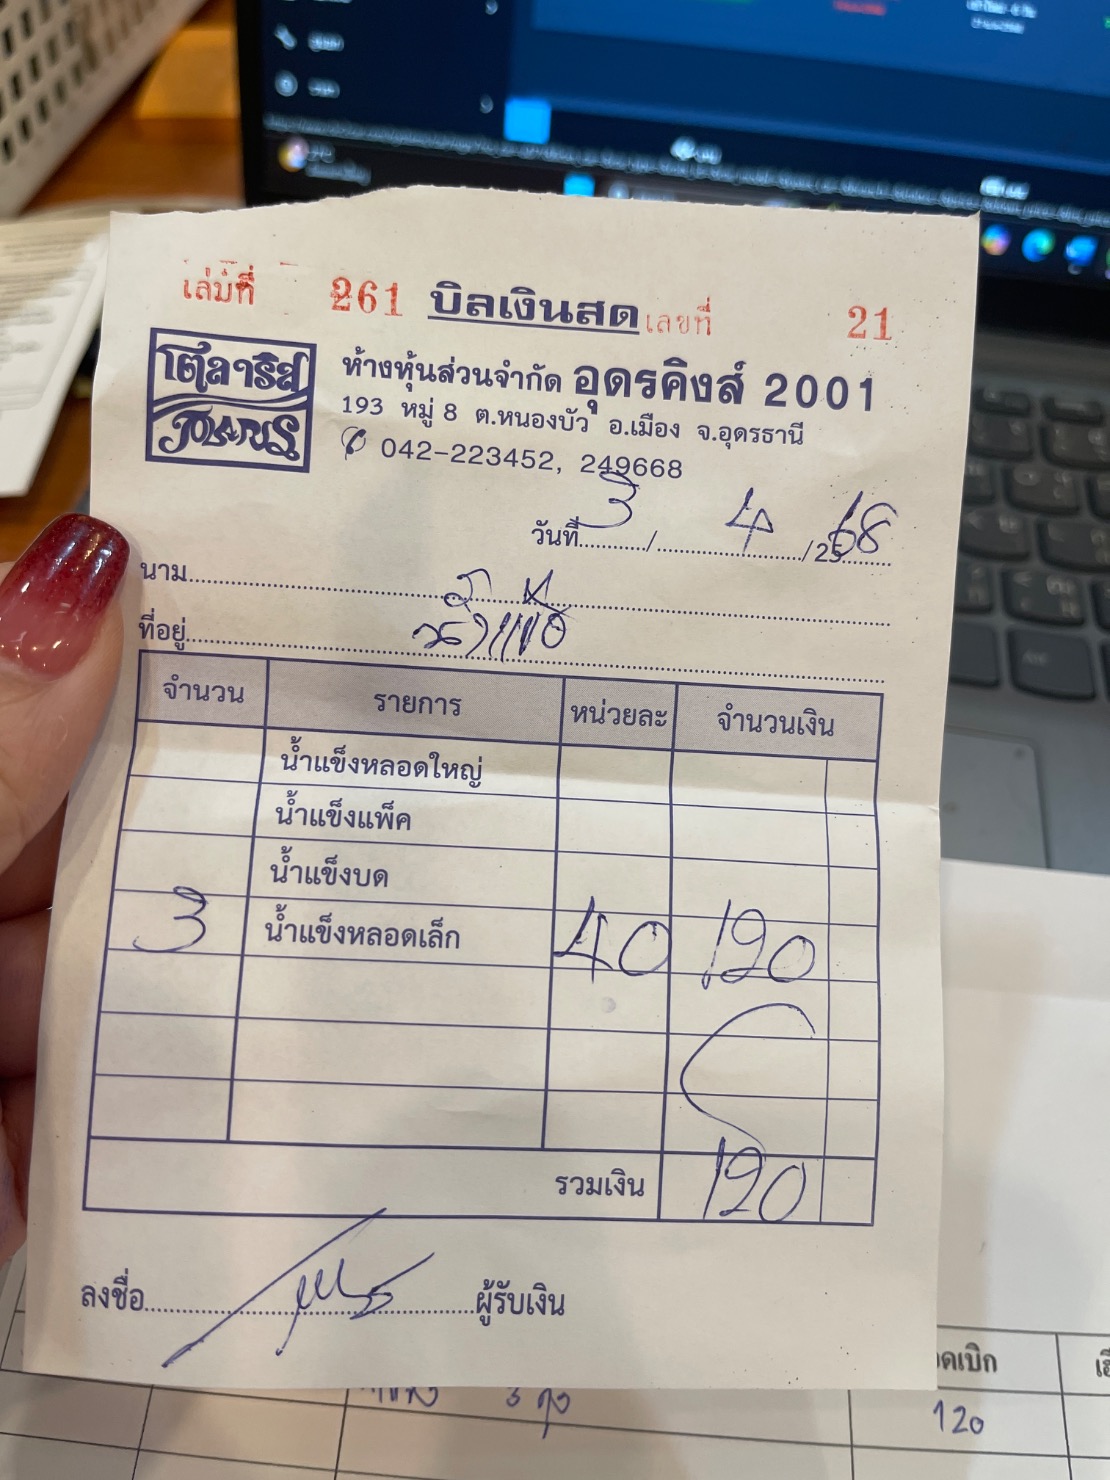 เล่มที่ 261 บิลเงินสด เลขที่ 21
โตลาริส
POLARIS
ห้างหุ้นส่วนจำกัด อุดรคิงส์ 2001
193 หมู่ 8 ต.หนองบัว อ.เมือง จ.อุดรธานี
042-223452, 249668
วันที่ 3 / 4 / 2568
นาม
ที่อยู่
จำนวน รายการ หน่วยละ จำนวนเงิน
น้ำแข็งหลอดใหญ่
น้ำแข็งแพ็ค
น้ำแข็งบด
3 น้ำแข็งหลอดเล็ก 40 120
รวมเงิน 120
ลงชื่อ ผู้รับเงิน
ดเบิก
3 ถุง 120